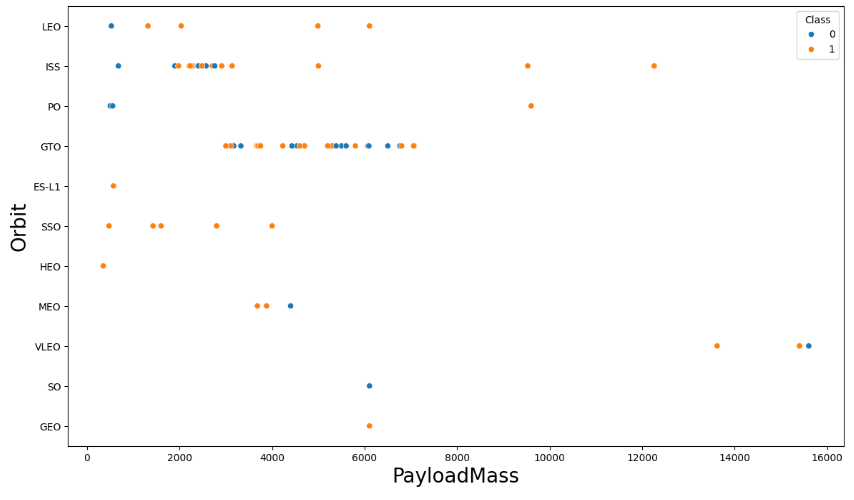 LEO
ISS
PO
GTO
ES-L1
SSO
HEO
MEO
VLEO
SO
GEO
Orbit
0
2000
4000
6000
8000
10000
12000
14000
16000
PayloadMass
Class
0
1